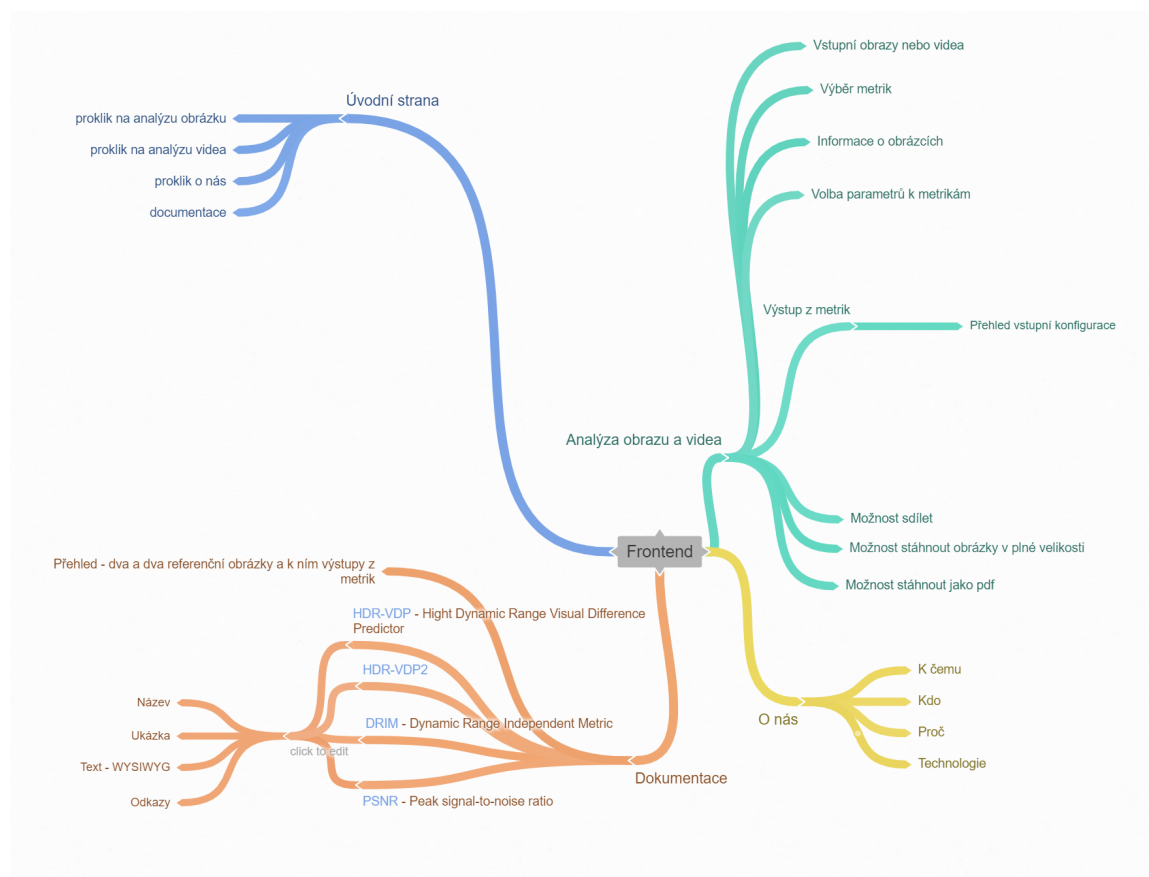 Úvodní strana
proklik na analýzu obrázku
proklik na analýzu videa
proklik o nás
documentace
Vstupní obrazy nebo videa
Výběr metrik
Informace o obrázcích
Volba parametrů k metrikám
Výstup z metrik
Přehled vstupní konfigurace
Analýza obrazu a videa
Možnost sdílet
Možnost stáhnout obrázky v plné velikosti
Možnost stáhnout jako pdf
Frontend
Přehled - dva a dva referenční obrázky a k ním výstupy z
metrik
HDR-VDP - Hight Dynamic Range Visual Difference
Predictor
HDR-VDP2
DRIM - Dynamic Range Independent Metric
PSNR - Peak signal-to-noise ratio
Název
Ukázka
Text - WYSIWYG
Odkazy
click to edit
Dokumentace
O nás
K čemu
Kdo
Proč
Technologie